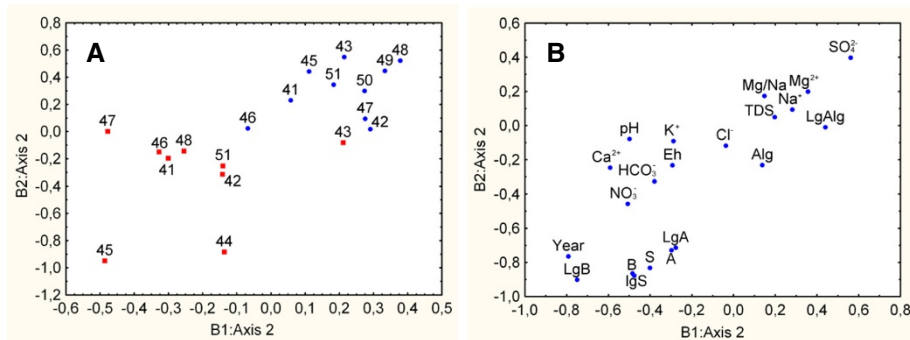 A
0,8
0,6
0,4
0,2
0,0
-0,2
-0,4
-0,6
-0,8
-1,0
-1,2
B2:Axis 2
43
48
45
49
51
50
41
47
46
42
43
47
46
48
41
51
42
45
44
-0,6 -0,5 -0,4 -0,3 -0,2 -0,1 0,0 0,1 0,2 0,3 0,4 0,5
B1:Axis 2
B
0,6
0,4
0,2
0,0
-0,2
-0,4
-0,6
-0,8
-1,0
B2:Axis 2
SO₄²⁻
Mg/Na
Mg²⁺
Na⁺
TDS
LgAlg
pH
K⁺
Cl⁻
Ca²⁺
HCO₃⁻
Eh
Alg
NO₃⁻
Year
LgB
LgA
A
S
B
lgS
-1,0 -0,8 -0,6 -0,4 -0,2 0,0 0,2 0,4 0,6 0,8
B1:Axis 2